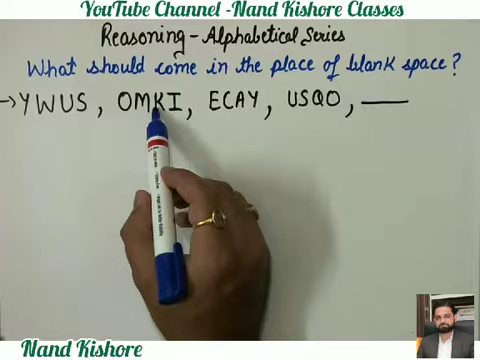 YouTube Channel -Nand Kishore Classes
Reasoning - Alphabetical Series
What should come in the place of blank space?
→ YWUS, OMKI, ECAY, USQO, ___
Nand Kishore